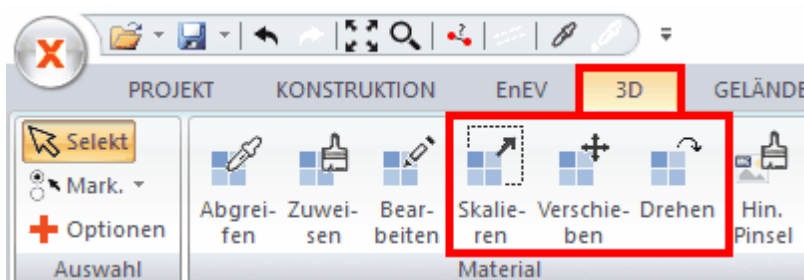 X
PROJEKT KONSTRUKTION EnEV 3D GELÄNDE
Selekt
Mark.
Optionen
Abgrei- Zuwei- Bear- Skalie- Verschie- Drehen Hin.
fen sen beiten ren ben Pinsel
Auswahl Material